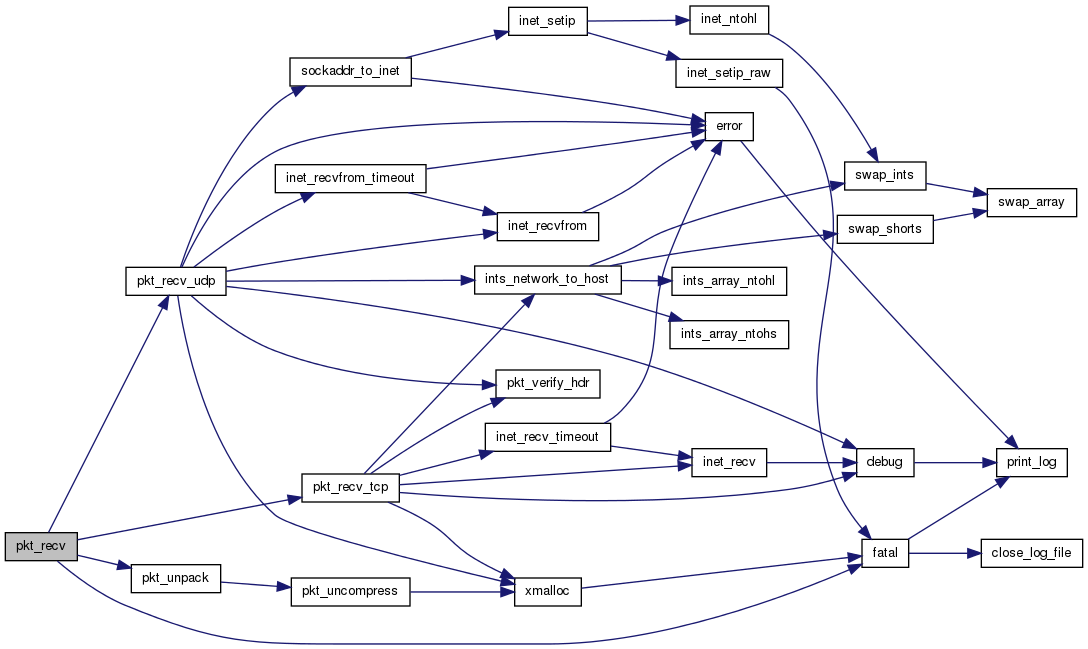 inet_setip
inet_ntohl
sockaddr_to_inet
inet_setip_raw
error
inet_recvfrom_timeout
swap_ints
swap_array
inet_recvfrom
swap_shorts
pkt_recv_udp
ints_network_to_host
ints_array_ntohl
ints_array_ntohs
pkt_verify_hdr
inet_recv_timeout
inet_recv
debug
print_log
pkt_recv_tcp
pkt_recv
fatal
close_log_file
pkt_unpack
pkt_uncompress
xmalloc